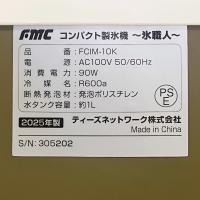 FMC コンパクト製氷機 ～氷職人～
品番：FCIM-10K
電源：AC100V 50/60Hz
消費電力：90W
冷媒：R600a
断熱発泡材：発泡ポリスチレン
水タンク容量：約1L
PSE
2025年製 ティーズネットワーク株式会社
Made in China
S/N: 305202